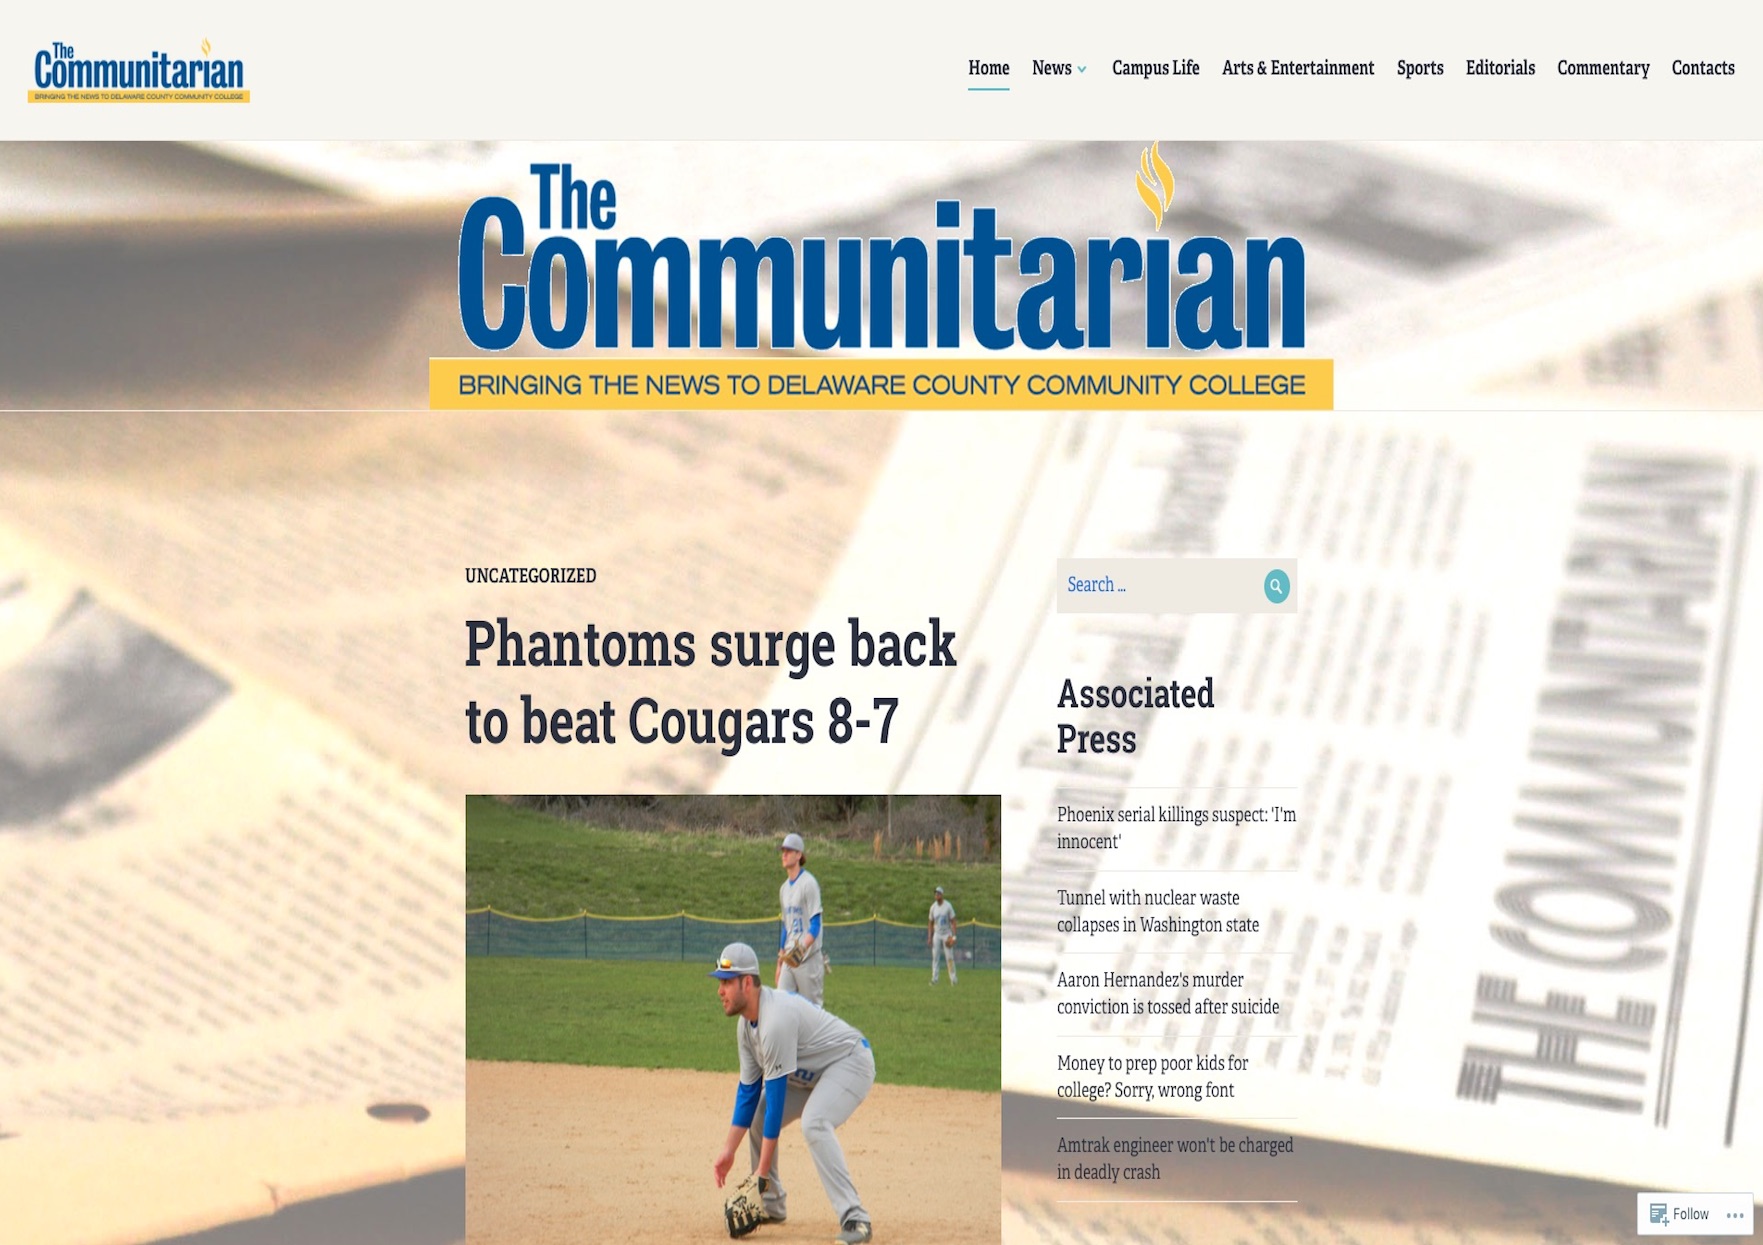 The
Communitarian
BRINGING THE NEWS TO DELAWARE COUNTY COMMUNITY COLLEGE
Home News Campus Life Arts & Entertainment Sports Editorials Commentary Contacts
The
Communitarian
BRINGING THE NEWS TO DELAWARE COUNTY COMMUNITY COLLEGE
UNCATEGORIZED
Phantoms surge back
to beat Cougars 8-7
Search ...
Associated
Press
Phoenix serial killings suspect: 'I'm
innocent'
Tunnel with nuclear waste
collapses in Washington state
Aaron Hernandez's murder
conviction is tossed after suicide
Money to prep poor kids for
college? Sorry, wrong font
Amtrak engineer won't be charged
in deadly crash
THE COMMUNITARIAN
Follow ...